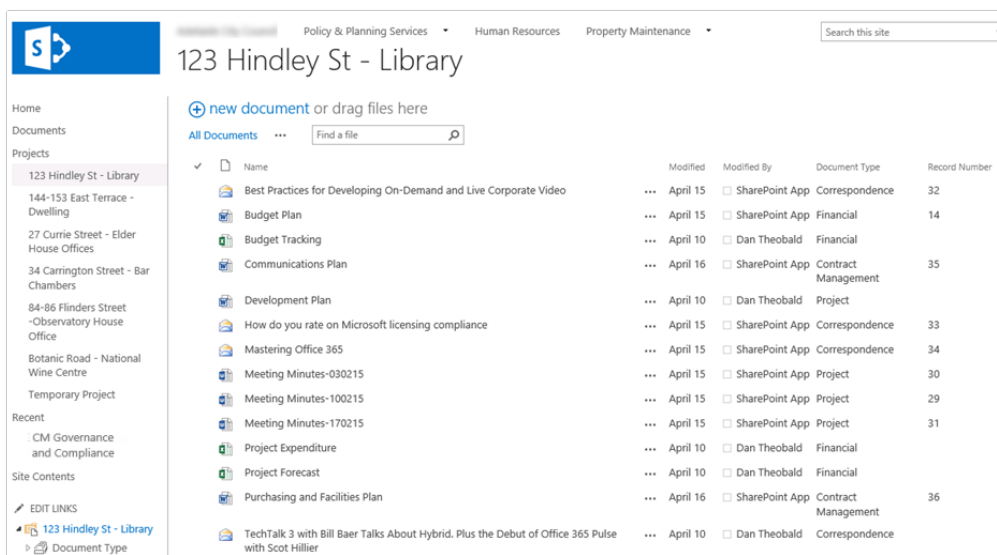 Policy & Planning Services Human Resources Property Maintenance Search this site
S
123 Hindley St - Library
Home
Documents
Projects
123 Hindley St - Library
144-153 East Terrace -
Dwelling
27 Currie Street - Elder
House Offices
34 Carrington Street - Bar
Chambers
84-86 Flinders Street
-Observatory House
Office
Botanic Road - National
Wine Centre
Temporary Project
Recent
CM Governance
and Compliance
Site Contents
EDIT LINKS
123 Hindley St - Library
Document Type
new document or drag files here
All Documents ... Find a file
Name Modified Modified By Document Type Record Number
Best Practices for Developing On-Demand and Live Corporate Video ... April 15 SharePoint App Correspondence 32
Budget Plan ... April 15 SharePoint App Financial 14
Budget Tracking ... April 10 Dan Theobald Financial
Communications Plan ... April 16 SharePoint App Contract 35
Management
Development Plan ... April 10 Dan Theobald Project
How do you rate on Microsoft licensing compliance ... April 15 SharePoint App Correspondence 33
Mastering Office 365 ... April 15 SharePoint App Correspondence 34
Meeting Minutes-030215 ... April 15 SharePoint App Project 30
Meeting Minutes-100215 ... April 15 SharePoint App Project 29
Meeting Minutes-170215 ... April 15 SharePoint App Project 31
Project Expenditure ... April 10 Dan Theobald Financial
Project Forecast ... April 10 Dan Theobald Financial
Purchasing and Facilities Plan ... April 16 SharePoint App Contract 36
Management
TechTalk 3 with Bill Baer Talks About Hybrid. Plus the Debut of Office 365 Pulse ... April 10 Dan Theobald Correspondence
with Scot Hillier